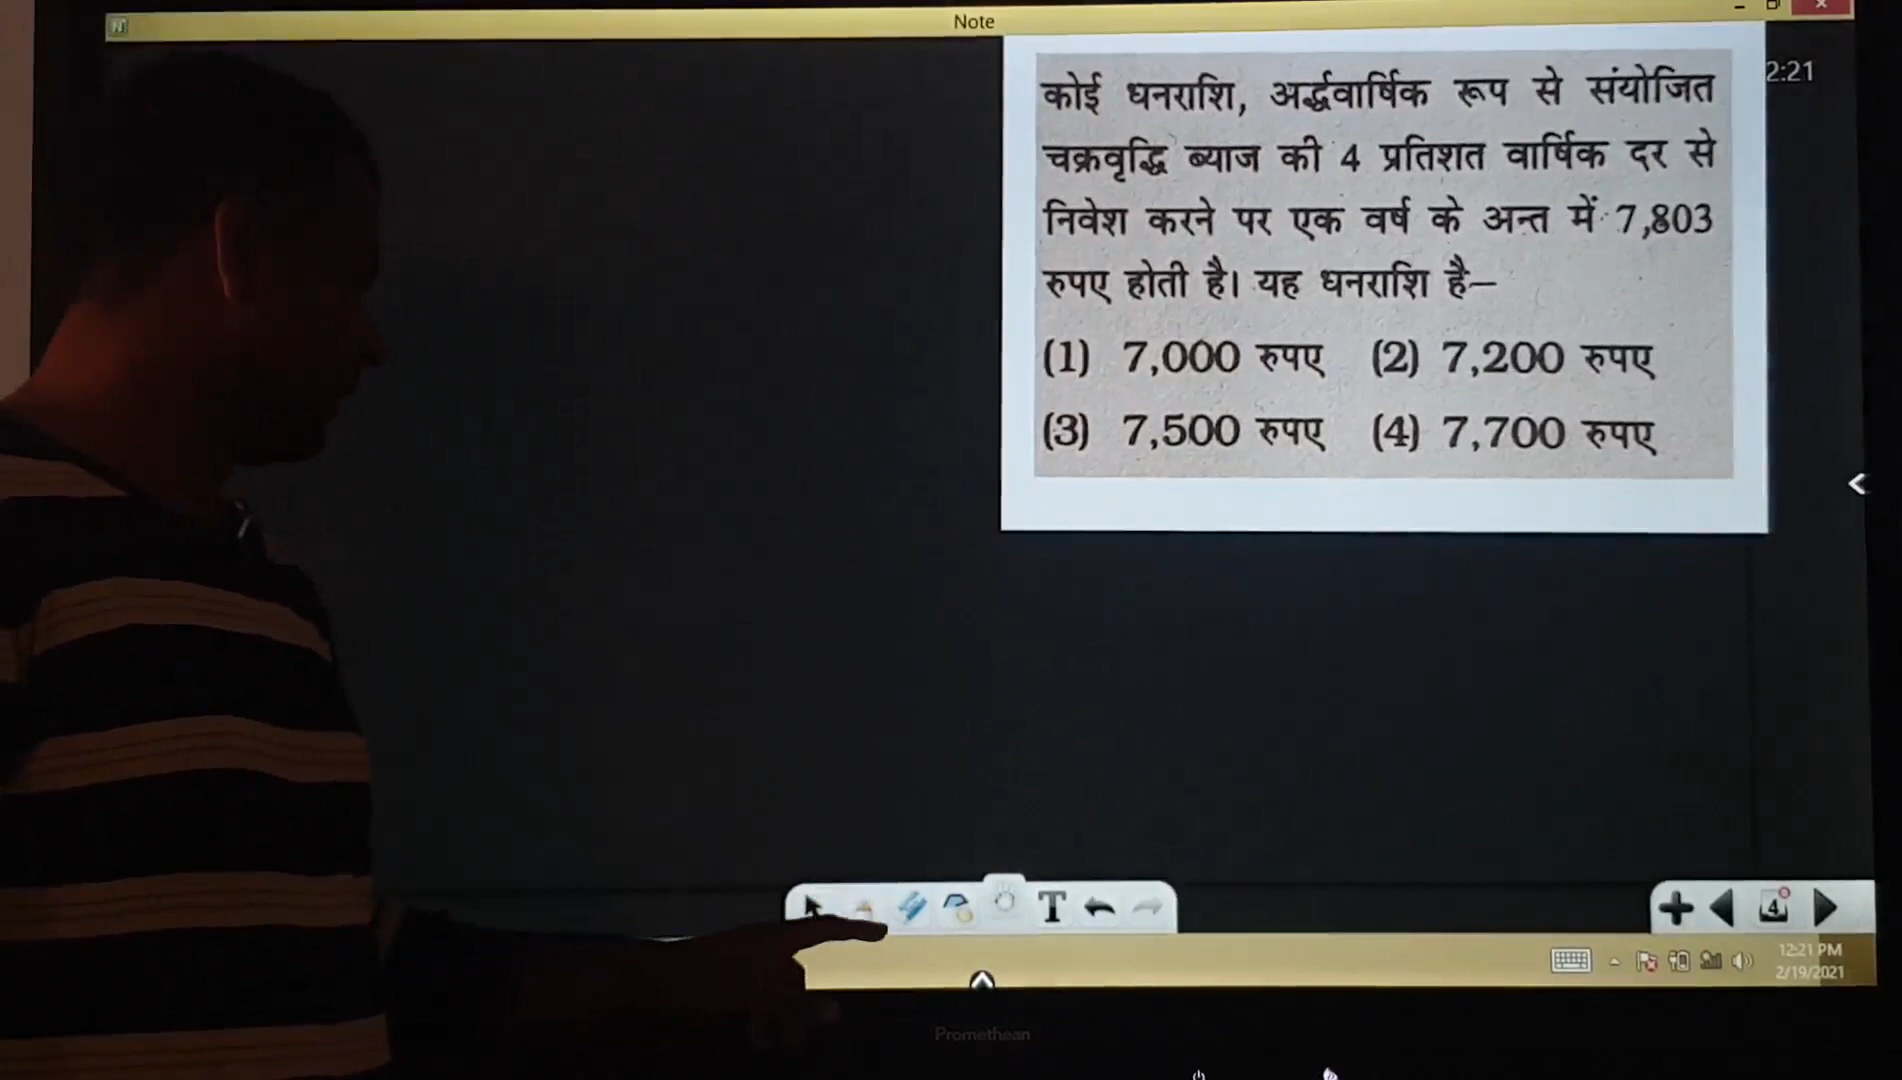 Note
2:21
कोई धनराशि, अर्द्धवार्षिक रूप से संयोजित
चक्रवृद्धि ब्याज की 4 प्रतिशत वार्षिक दर से
निवेश करने पर एक वर्ष के अन्त में 7,803
रुपए होती है। यह धनराशि है—
(1) 7,000 रुपए (2) 7,200 रुपए
(3) 7,500 रुपए (4) 7,700 रुपए
T
4
12:21 PM
2/19/2021
Promethean